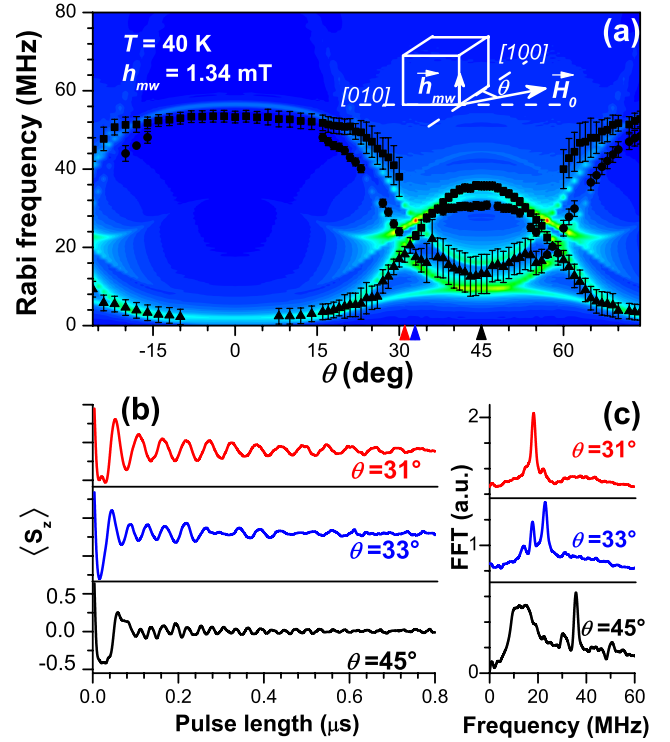 (a)
T = 40 K
h_mw = 1.34 mT
[100]
[010]
h_mw
θ
H_0
Rabi frequency (MHz)
80
60
40
20
0
-15 0 15 30 45 60
θ (deg)
(b)
θ=31°
θ=33°
θ=45°
⟨S_z⟩
0.5
0.0
-0.5
0.0 0.2 0.4 0.6 0.8
Pulse length (μs)
(c)
2
1
FFT (a.u.)
θ=31°
θ=33°
θ=45°
0 20 40 60
Frequency (MHz)